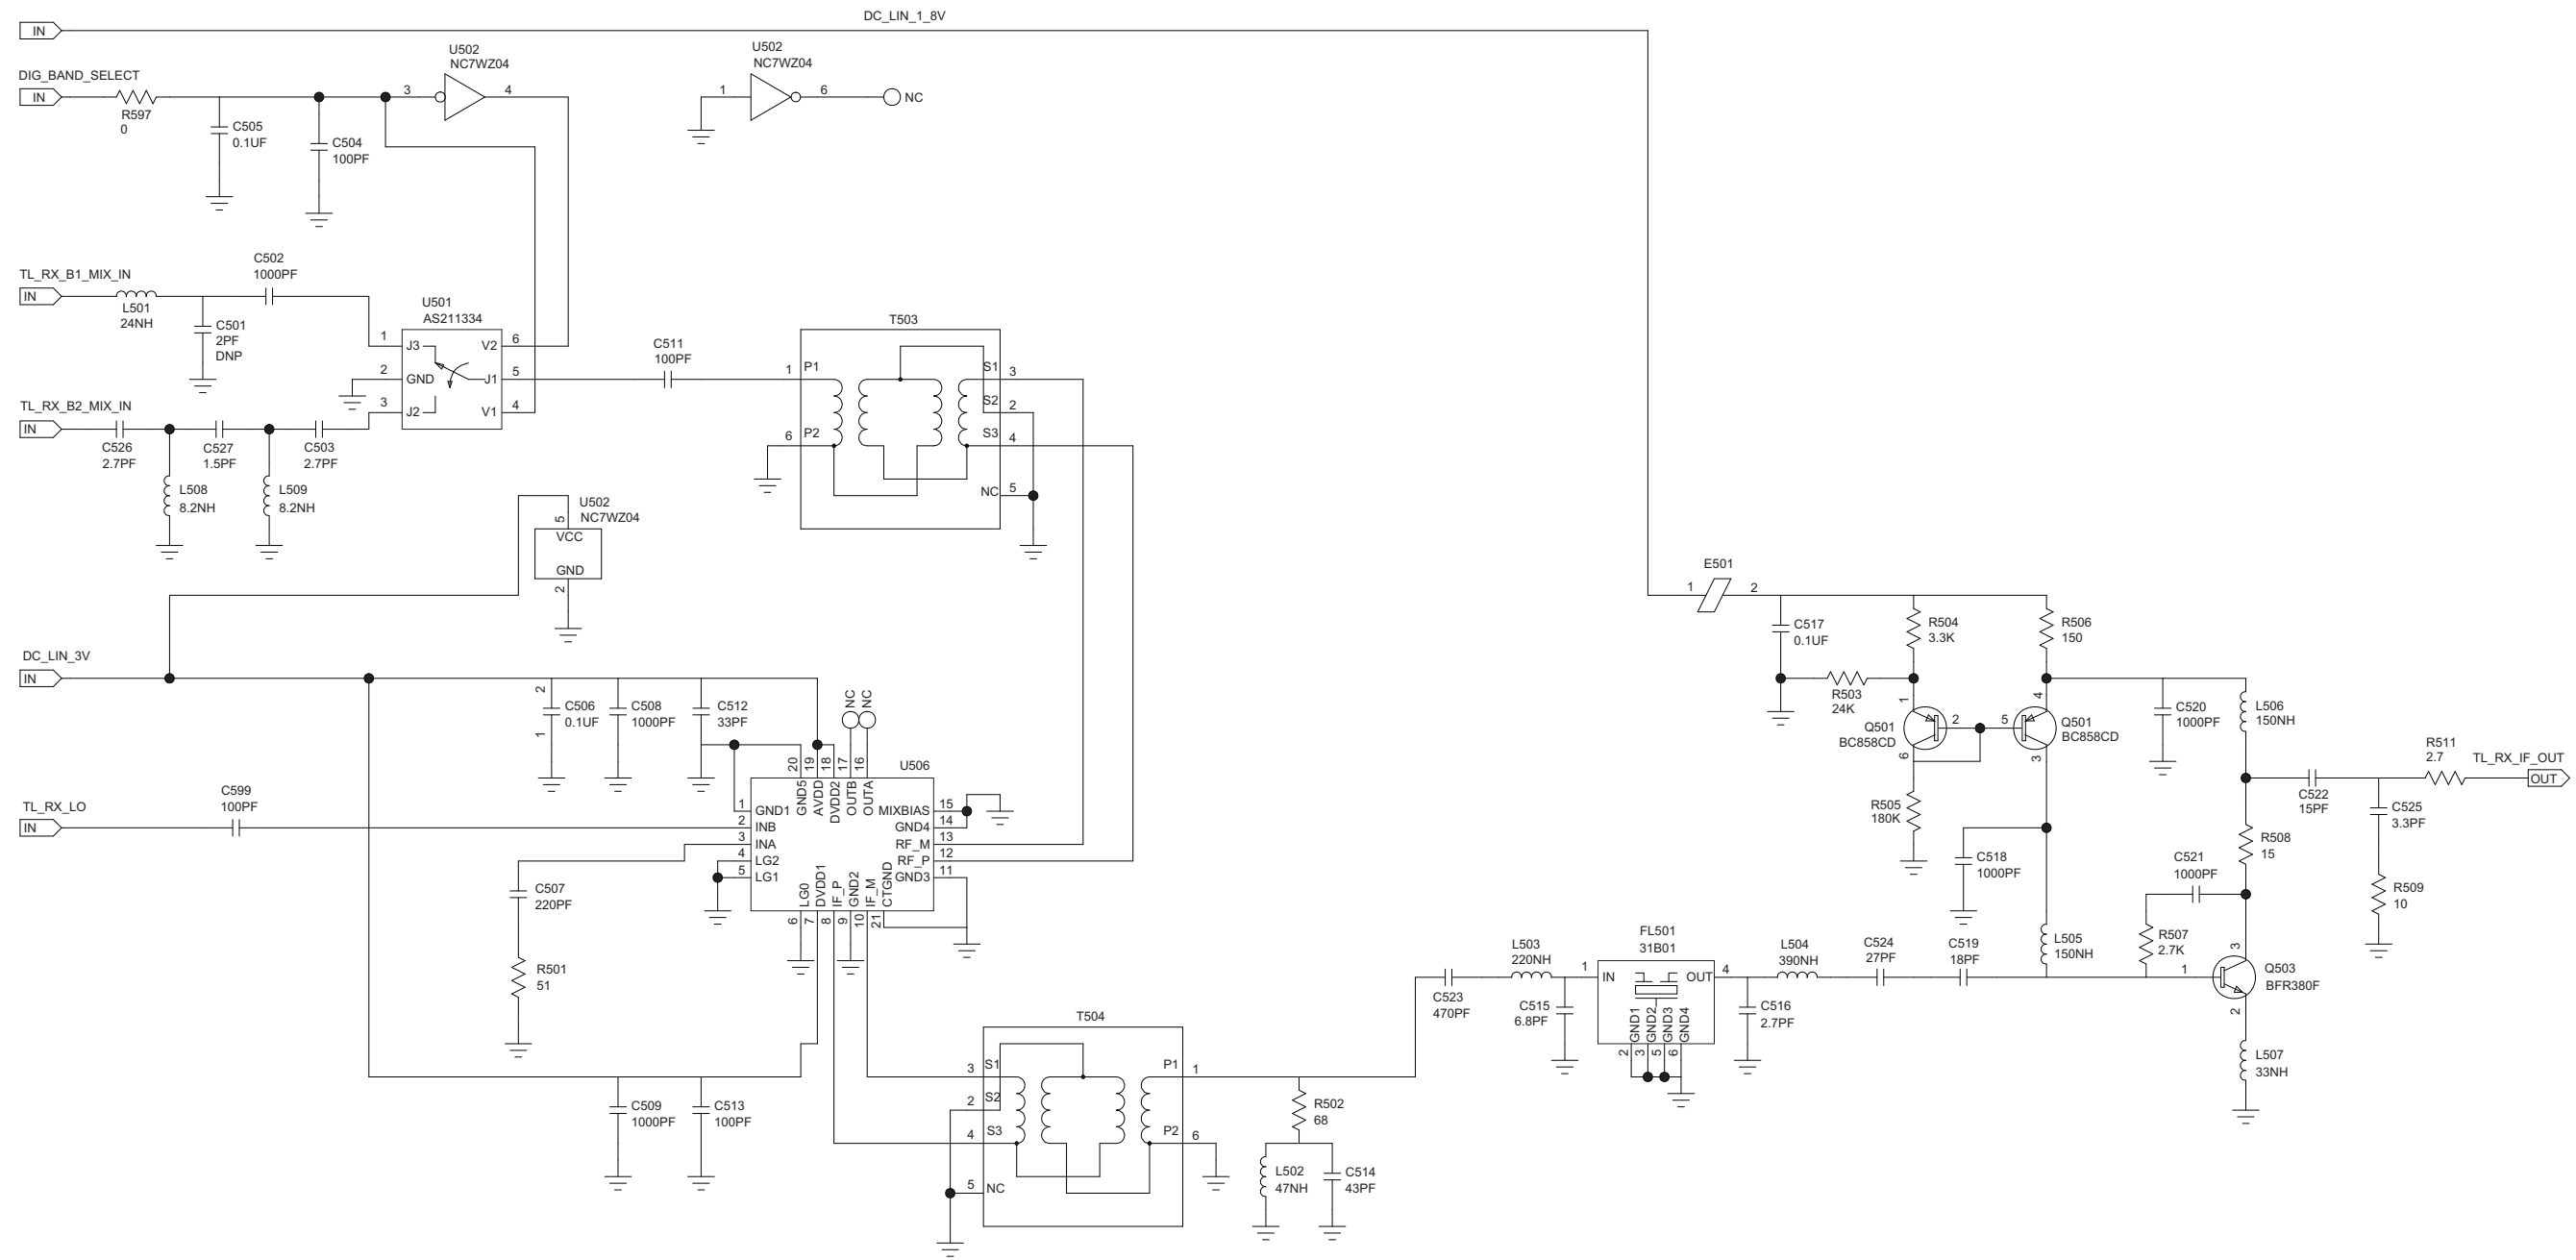 DC_LIN_1_8V
IN
DIG_BAND_SELECT
IN
R597
0
C505
0.1UF
C504
100PF
U502
NC7WZ04
3
4
U502
NC7WZ04
1
6
NC
TL_RX_B1_MIX_IN
IN
L501
24NH
C502
1000PF
C501
2PF
DNP
U501
AS211334
1
J3
V2
6
2
GND
J1
5
3
J2
V1
4
TL_RX_B2_MIX_IN
IN
C526
2.7PF
C527
1.5PF
C503
2.7PF
L508
8.2NH
L509
8.2NH
C511
100PF
T503
1
P1
S1
3
S2
2
6
P2
S3
4
NC
5
U502
NC7WZ04
5
VCC
GND
2
DC_LIN_3V
IN
2
C506
0.1UF
1
C508
1000PF
C512
33PF
NC
NC
TL_RX_LO
IN
C599
100PF
U506
20
19
18
17
16
GND5
AVDD
DVDD2
OUTB
OUTA
1
GND1
MIXBIAS
15
2
INB
GND4
14
3
INA
RF_M
13
4
LG2
RF_P
12
5
LG1
GND3
11
LG0
DVDD1
IF_P
GND2
IF_M
CTGND
6
7
8
9
10
21
C507
220PF
R501
51
C509
1000PF
C513
100PF
T504
3
S1
P1
1
2
S2
4
S3
P2
6
5
NC
R502
68
L502
47NH
C514
43PF
C523
470PF
L503
220NH
C515
6.8PF
FL501
31B01
1
IN
OUT
4
GND1
GND2
GND3
GND4
2
3
5
6
C516
2.7PF
L504
390NH
C524
27PF
C519
18PF
E501
1
2
C517
0.1UF
R504
3.3K
R506
150
R503
24K
1
Q501
BC858CD
2
6
5
4
Q501
BC858CD
3
R505
180K
C518
1000PF
L505
150NH
C520
1000PF
L506
150NH
R508
15
C521
1000PF
R507
2.7K
1
3
Q503
BFR380F
2
L507
33NH
C522
15PF
C525
3.3PF
R509
10
R511
2.7
TL_RX_IF_OUT
OUT